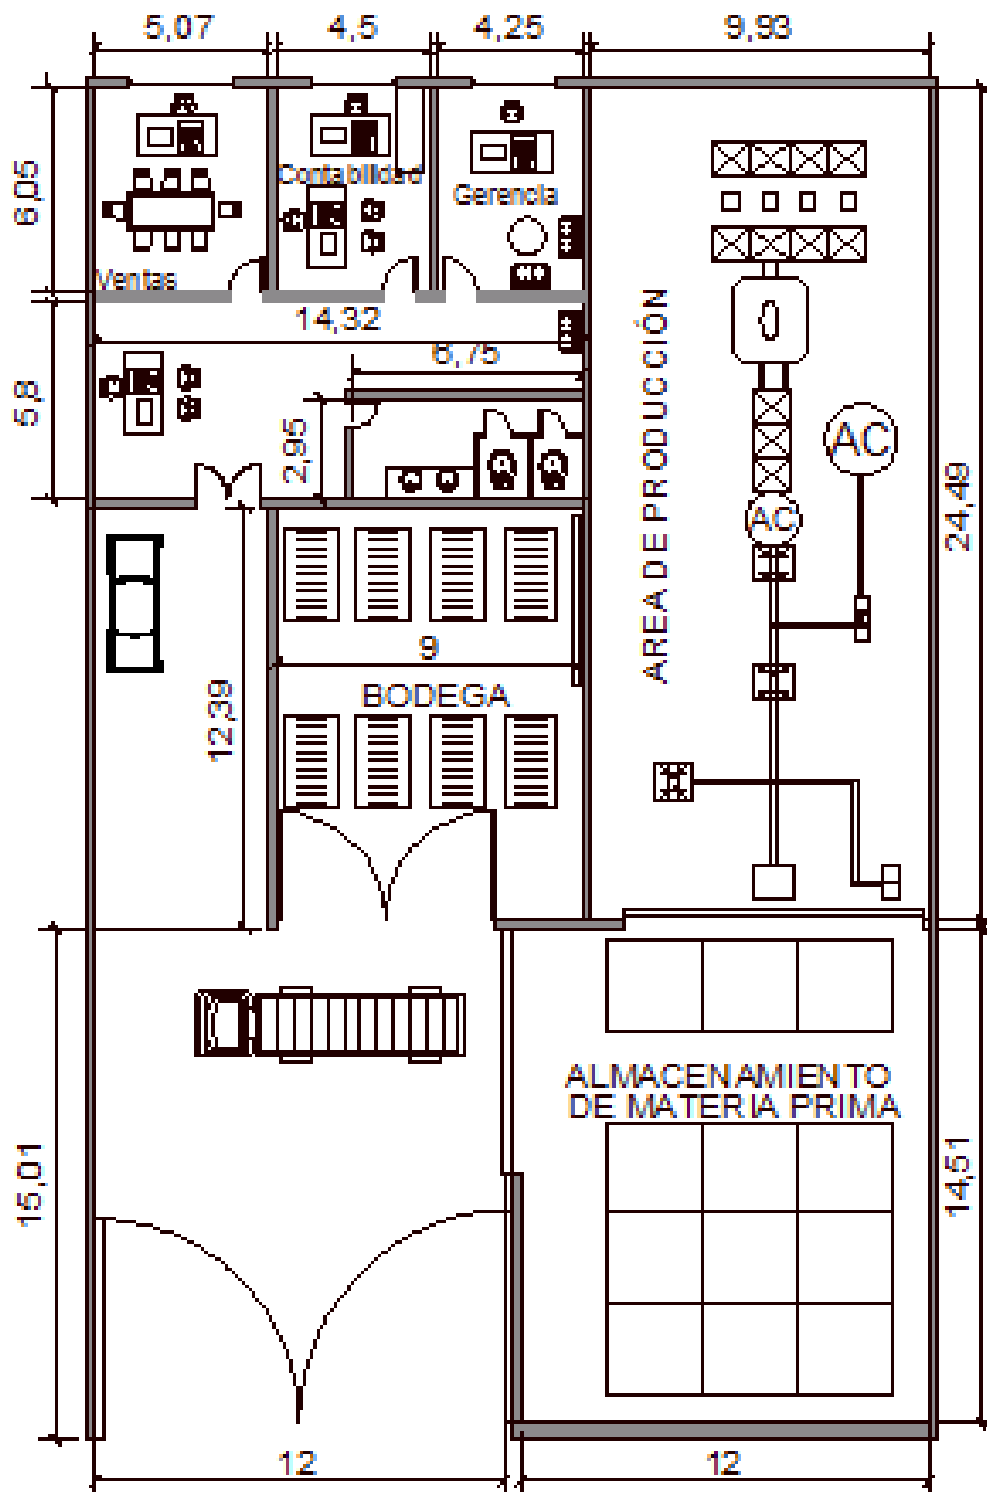 5,07
4,5
4,25
9,93
6,05
Contabilidad
Gerencia
Ventas
14,32
6,75
5,8
2,95
AREA DE PRODUCCIÓN
AC
AC
24,49
9
BODEGA
12,39
ALMACENAMIENTO
DE MATERIA PRIMA
15,01
14,51
12
12